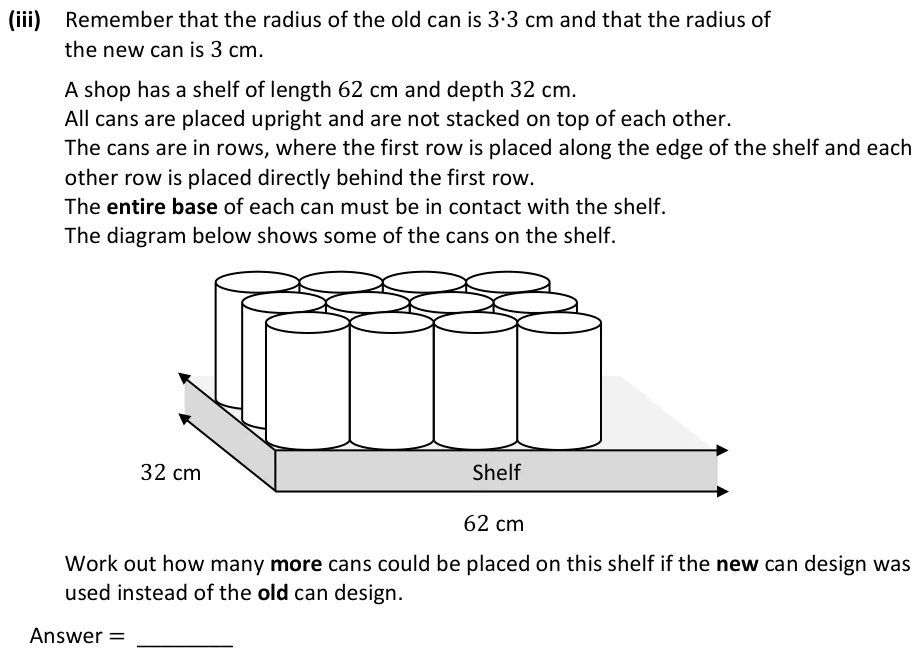 (iii) Remember that the radius of the old can is 3·3 cm and that the radius of
the new can is 3 cm.
A shop has a shelf of length 62 cm and depth 32 cm.
All cans are placed upright and are not stacked on top of each other.
The cans are in rows, where the first row is placed along the edge of the shelf and each
other row is placed directly behind the first row.
The entire base of each can must be in contact with the shelf.
The diagram below shows some of the cans on the shelf.
32 cm
Shelf
62 cm
Work out how many more cans could be placed on this shelf if the new can design was
used instead of the old can design.
Answer = ________